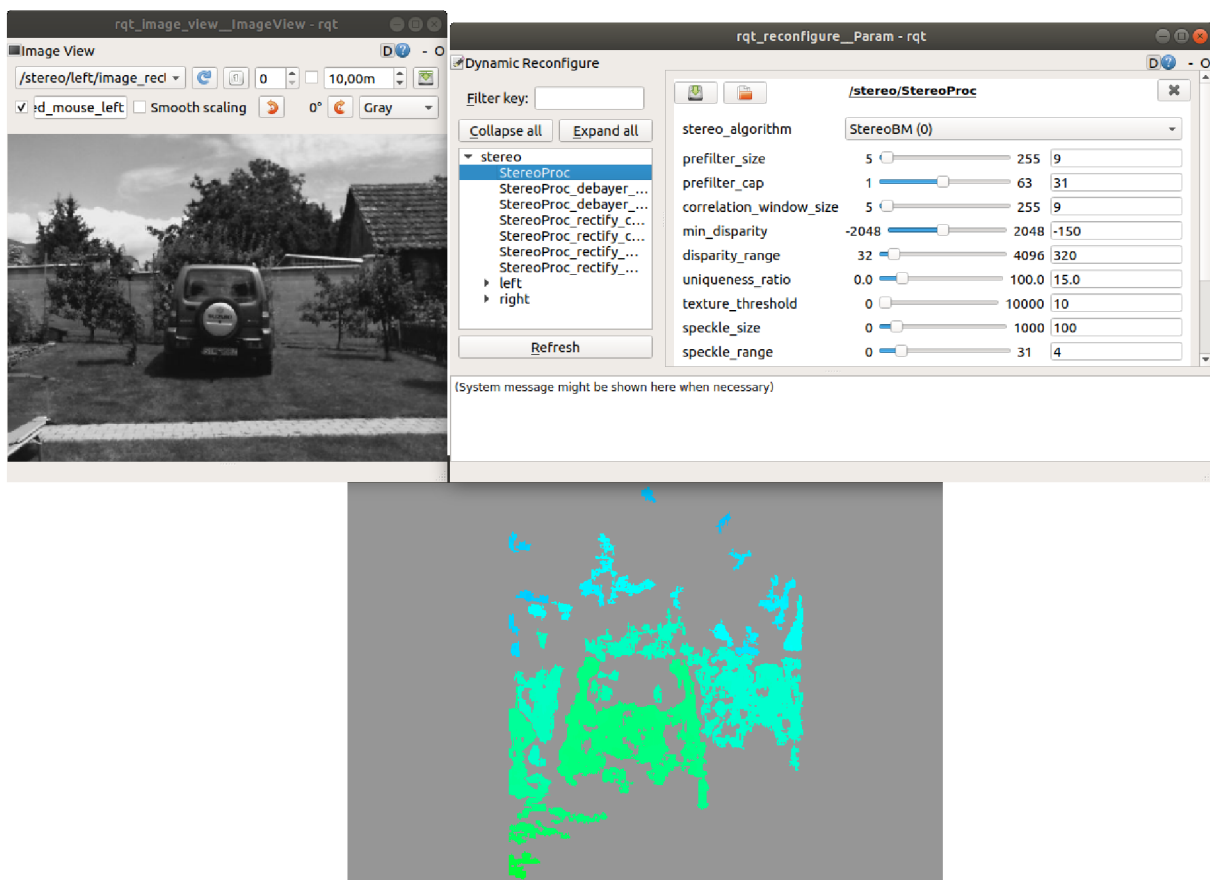 rqt_image_view__ImageView - rqt
Image View
D - O
/stereo/left/image_rect
0
10,00m
ed_mouse_left
Smooth scaling
0°
Gray
SUZUKI
rqt_reconfigure__Param - rqt
Dynamic Reconfigure
D - O
Filter key:
Collapse all
Expand all
stereo
StereoProc
StereoProc_debayer_...
StereoProc_debayer_...
StereoProc_rectify_c...
StereoProc_rectify_c...
StereoProc_rectify_...
StereoProc_rectify_...
left
right
Refresh
/stereo/StereoProc
stereo_algorithm StereoBM (0)
prefilter_size 5 255 9
prefilter_cap 1 63 31
correlation_window_size 5 255 9
min_disparity -2048 2048 -150
disparity_range 32 4096 320
uniqueness_ratio 0.0 100.0 15.0
texture_threshold 0 10000 10
speckle_size 0 1000 100
speckle_range 0 31 4
(System message might be shown here when necessary)